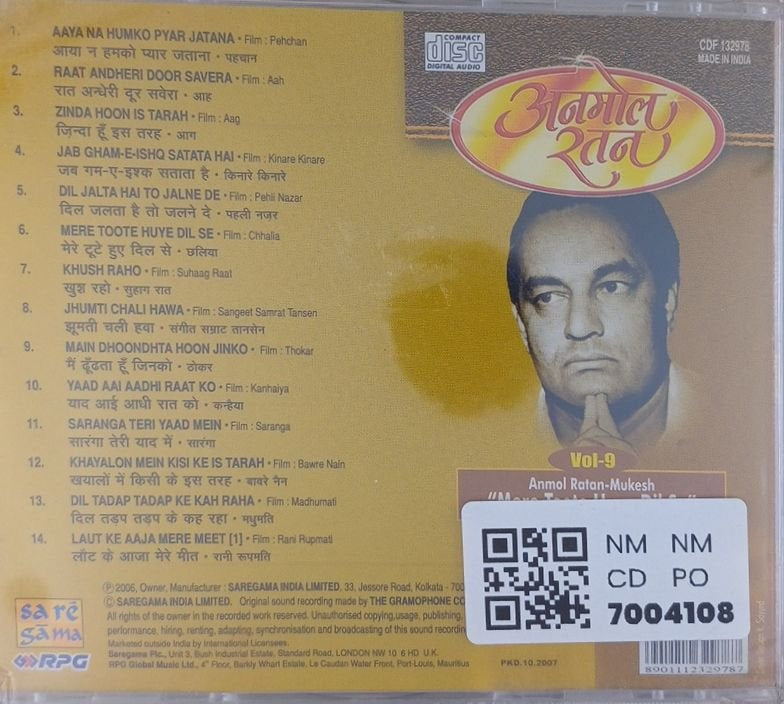 1. AAYA NA HUMKO PYAR JATANA • Film : Pehchan
आया न हमको प्यार जताना • पहचान
2. RAAT ANDHERI DOOR SAVERA • Film : Aah
रात अन्धेरी दूर सवेरा • आह
3. ZINDA HOON IS TARAH • Film : Aag
ज़िन्दा हूँ इस तरह • आग
4. JAB GHAM-E-ISHQ SATATA HAI • Film : Kinare Kinare
जब गम-ए-इश्क सताता है • किनारे किनारे
5. DIL JALTA HAI TO JALNE DE • Film : Pehli Nazar
दिल जलता है तो जलने दे • पहली नज़र
6. MERE TOOTE HUYE DIL SE • Film : Chhalia
मेरे टूटे हुए दिल से • छलिया
7. KHUSH RAHO • Film : Suhaag Raat
खुश रहो • सुहाग रात
8. JHUMTI CHALI HAWA • Film : Sangeet Samrat Tansen
झूमती चली हवा • संगीत सम्राट तानसेन
9. MAIN DHOONDHTA HOON JINKO • Film : Thokar
मैं ढूँढता हूँ जिनको • ठोकर
10. YAAD AAI AADHI RAAT KO • Film : Kanhaiya
याद आई आधी रात को • कन्हैया
11. SARANGA TERI YAAD MEIN • Film : Saranga
सारंगा तेरी याद में • सारंगा
12. KHAYALON MEIN KISI KE IS TARAH • Film : Bawre Nain
खयालों में किसी के इस तरह • बावरे नैन
13. DIL TADAP TADAP KE KAH RAHA • Film : Madhumati
दिल तड़प तड़प के कह रहा • मधुमति
14. LAUT KE AAJA MERE MEET [1] • Film : Rani Rupmati
लौट के आजा मेरे मीत • रानी रूपमति
COMPACT
disc
DIGITAL AUDIO
CDF 132978
MADE IN INDIA
अनमोल
रतन
Vol-9
Anmol Ratan-Mukesh
NM NM
CD PO
7004108
Ⓟ 2006, Owner, Manufacturer : SAREGAMA INDIA LIMITED, 33, Jessore Road, Kolkata - 700
© SAREGAMA INDIA LIMITED. Original sound recording made by THE GRAMOPHONE CO
All rights of the owner in the recorded work reserved. Unauthorised copying, usage, publishing,
performance, hiring, renting, adapting, synchronisation and broadcasting of this sound recording
Marketed outside India by International Licensees.
Saregama Plc., Unit 3, Bush Industrial Estate, Standard Road, LONDON NW 10 6 HD U.K.
RPG Global Music Ltd., 4th Floor, Barkly Wharf Estate, Le Caudan Water Front, Port-Louis, Mauritius
PKD.10.2007
sa rē
gama
RPG
8901112329787